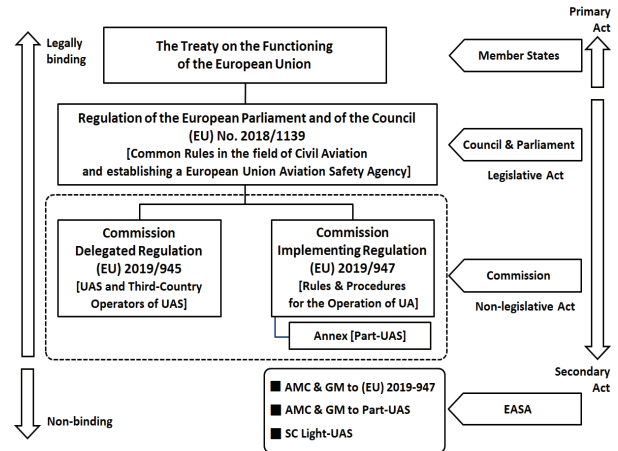 Primary
Act
Legally
binding
The Treaty on the Functioning
of the European Union
Member States
Regulation of the European Parliament and of the Council
(EU) No. 2018/1139
[Common Rules in the field of Civil Aviation
and establishing a European Union Aviation Safety Agency]
Council & Parliament
Legislative Act
Commission
Delegated Regulation
(EU) 2019/945
[UAS and Third-Country
Operators of UAS]
Commission
Implementing Regulation
(EU) 2019/947
[Rules & Procedures
for the Operation of UA]
Annex [Part-UAS]
Commission
Non-legislative Act
Secondary
Act
■ AMC & GM to (EU) 2019-947
■ AMC & GM to Part-UAS
■ SC Light-UAS
EASA
Non-binding